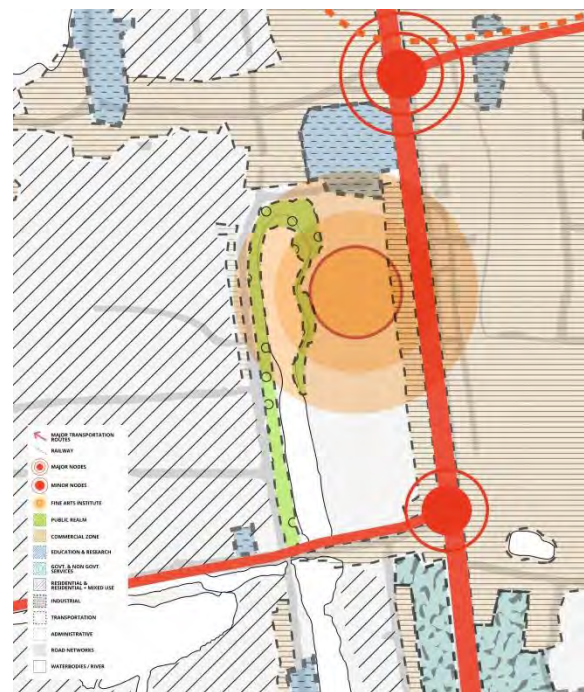 MAJOR TRANSPORTATION
ROUTES
RAILWAY
MAJOR NODES
MINOR NODES
FINE ARTS INSTITUTE
PUBLIC REALM
COMMERCIAL ZONE
EDUCATION & RESEARCH
GOVT. & NON GOVT.
SERVICES
RESIDENTIAL &
RESIDENTIAL + MIXED USE
INDUSTRIAL
TRANSPORTATION
ADMINISTRATIVE
ROAD NETWORKS
WATERBODIES / RIVER